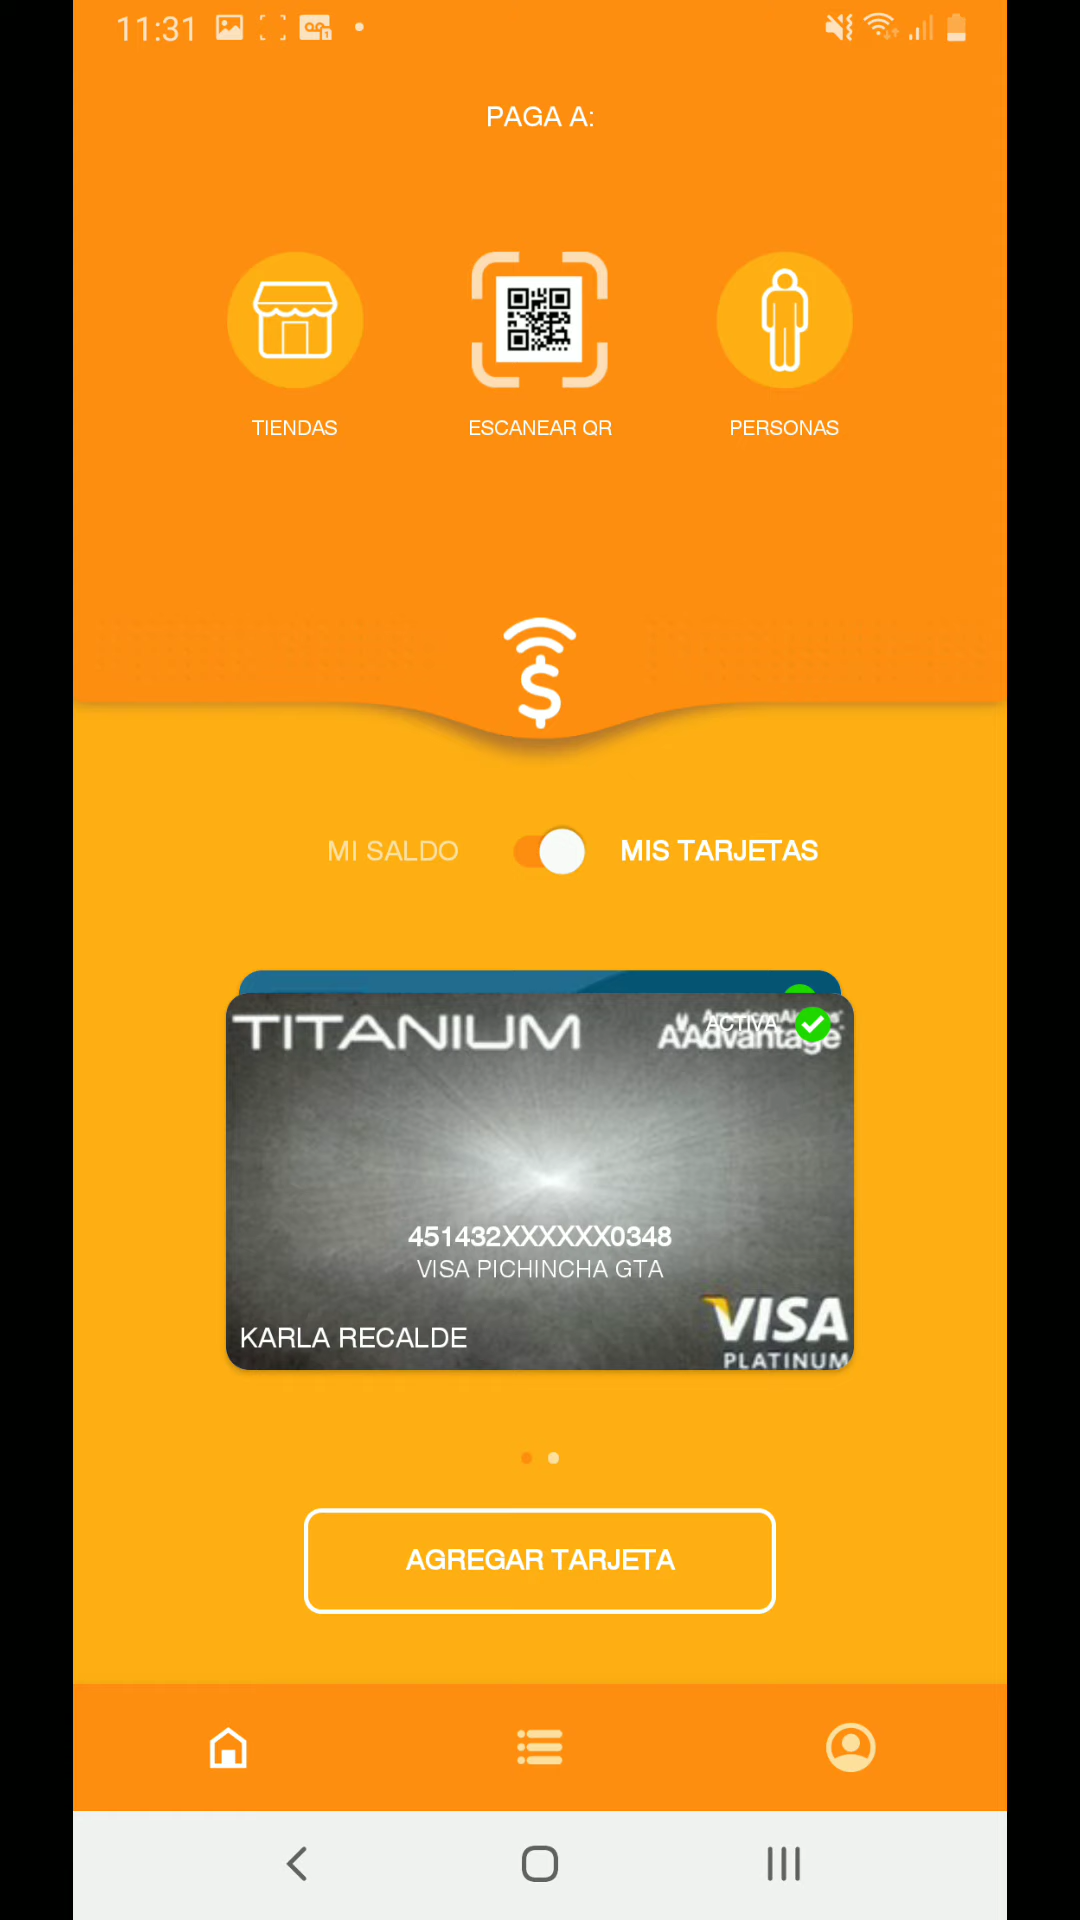 11:31
PAGA A:
TIENDAS
ESCANEAR QR
PERSONAS
MI SALDO
MIS TARJETAS
TITANIUM
ACTIVA
AAdvantage
451432XXXXXX0348
VISA PICHINCHA GTA
KARLA RECALDE
VISA
PLATINUM
AGREGAR TARJETA